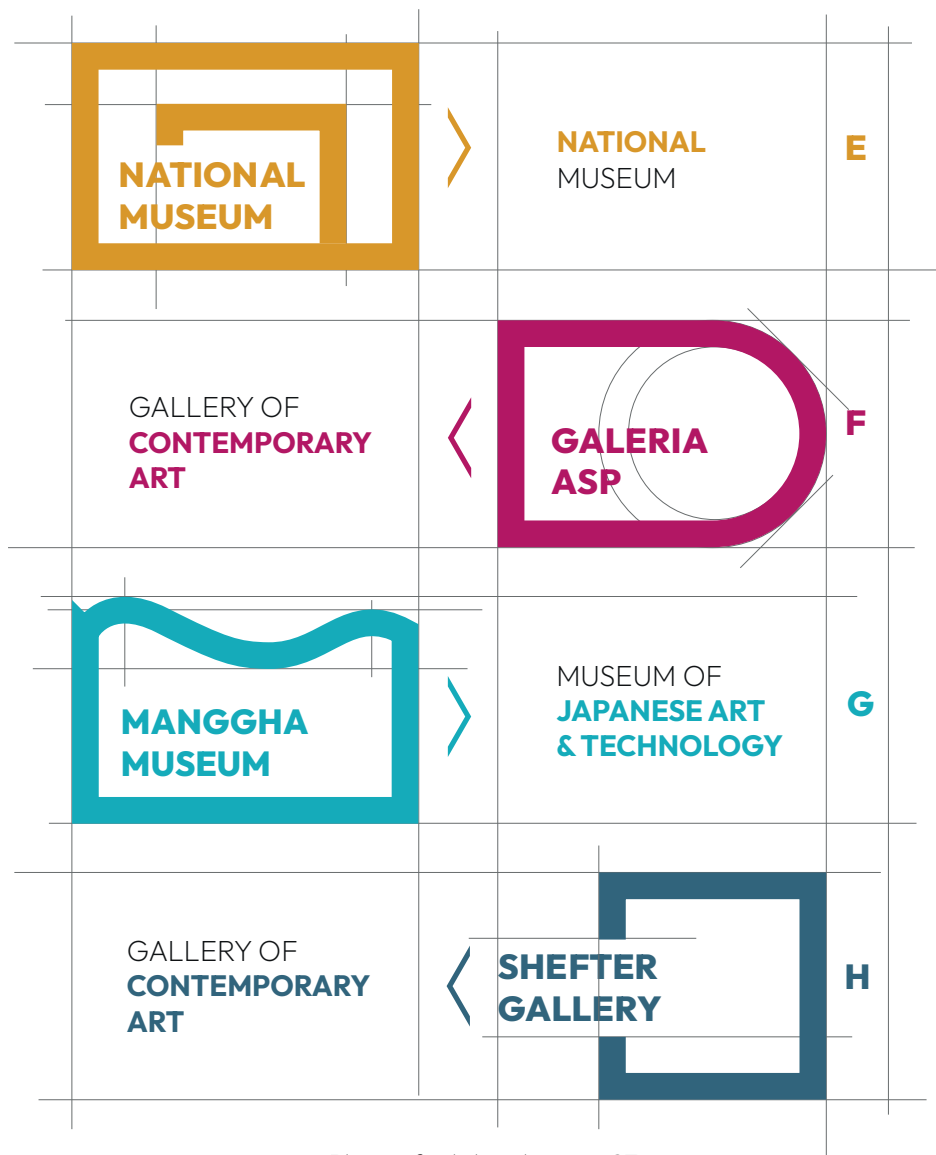 NATIONAL
MUSEUM
NATIONAL
MUSEUM
E
GALLERY OF
CONTEMPORARY
ART
GALERIA
ASP
F
MANGGHA
MUSEUM
MUSEUM OF
JAPANESE ART
& TECHNOLOGY
G
GALLERY OF
CONTEMPORARY
ART
SHEFTER
GALLERY
H